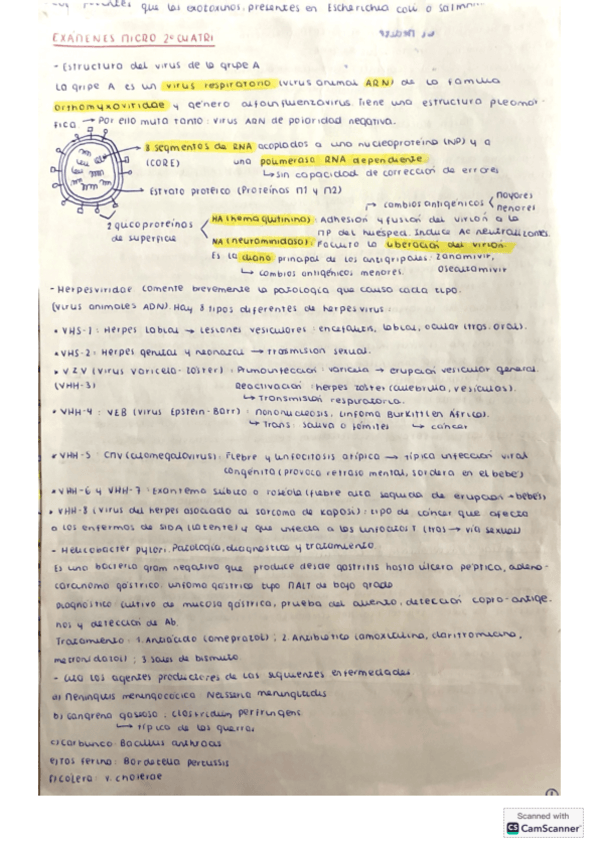 que las exotoxinas presentes en Escherichia coli o salm
EXÁMENES MICRO 2º CUATRI
- Estructura del virus de la gripe A
La gripe A es un virus respiratorio (virus animal ARN) de la familia
orthomyxoviridae y género alfainfluenzavirus. Tiene una estructura pleomor-
fica → Por ello muta tanto: virus ARN de polaridad negativa.
8 segmentos de RNA acoplados a una nucleoproteína (NP) y a
(CORE) una polimerasa RNA dependiente
↳ sin capacidad de corrección de errores
Estrato protéico (Proteínas M1 y M2)
cambios antigénicos < mayores
menores
2 glicoproteínas
de superficie
HA (hemaglutinina): Adhesión y fusión del virión a la
MP del huésped. Induce Ac neutralizantes.
NA (neuraminidasa): Facilita la liberación del virión.
Es la diana principal de los antigripales: zanamivir,
oseltamivir
↳ cambios antigénicos menores.
- Herpesviridae comente brevemente la patología que causa cada tipo.
(virus animales ADN). Hay 8 tipos diferentes de herpesvirus:
• VHS-1: Herpes labial → lesiones vesiculares: encefalitis, labial, ocular (tras. oral).
• VHS-2: Herpes genital y neonatal → trasmisión sexual.
• VZV (virus varicela-zoster): Primoinfección: varicela → erupción vesicular general.
(VHH-3) Reactivación: herpes zoster (culebrilla, vesículas).
↳ Transmisión respiratoria.
• VHH-4: VEB (virus Epstein-Barr): Mononucleosis, linfoma Burkitt (en África).
↳ Trans: saliva o fómites ↳ cáncer
• VHH-5: CMV (citomegalovirus): Fiebre y linfocitosis atípica → típica infección viral
congénita (provoca retraso mental, sordera en el bebé)
• VHH-6 y VHH-7: Exantema súbito o roséola (fiebre alta seguida de erupción → bebés)
• VHH-8 (virus del herpes asociado al sarcoma de Kaposi): tipo de cáncer que afecta
a los enfermos de SIDA (latente) y que infecta a los linfocitos T (tras → vía sexual)
- Helicobacter pylori. Patología, diagnóstico y tratamiento
Es una bacteria gram negativa que produce desde gastritis hasta úlcera péptica, adeno-
carcinoma gástrico. linfoma gástrico tipo MALT de bajo grado
Diagnóstico cultivo de mucosa gástrica, prueba del aliento, detección copro-antíge-
nos y detección de Ab.
Tratamiento: 1. Antiácido (omeprazol); 2. Antibiótico (amoxicilina, claritromicina,
metronidazol); 3. sales de bismuto
- Cita los agentes productores de las siguientes enfermedades.
a) Meningitis meningocócica Neisseria meningitidis
b) Gangrena gaseosa: clostridium perfringens
↳ típica de las guerras
c) Carbunco Bacillus anthracis
e) Tos ferina: Bordetella pertussis
f) Cólera: V. cholerae
Scanned with
CS CamScanner